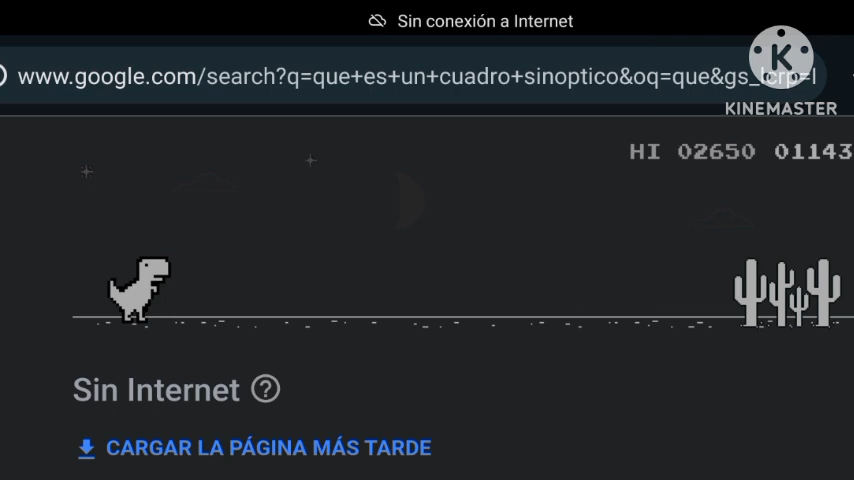 Sin conexión a Internet
www.google.com/search?q=que+es+un+cuadro+sinoptico&oq=que&gs_lcrp=
K
KINEMASTER
HI 02650 01143
Sin Internet ?
CARGAR LA PÁGINA MÁS TARDE